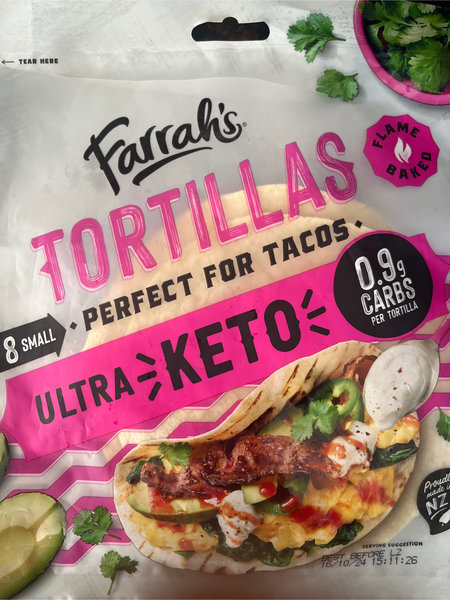 ← TEAR HERE
Farrah's®
TORTILLAS
FLAME
BAKED
· PERFECT FOR TACOS ·
8 SMALL
0.9g
CARBS
PER TORTILLA
ULTRA KETO
Proudly
made in
NZ
SERVING SUGGESTION
BEST BEFORE L2
16/10/24 15:11:26